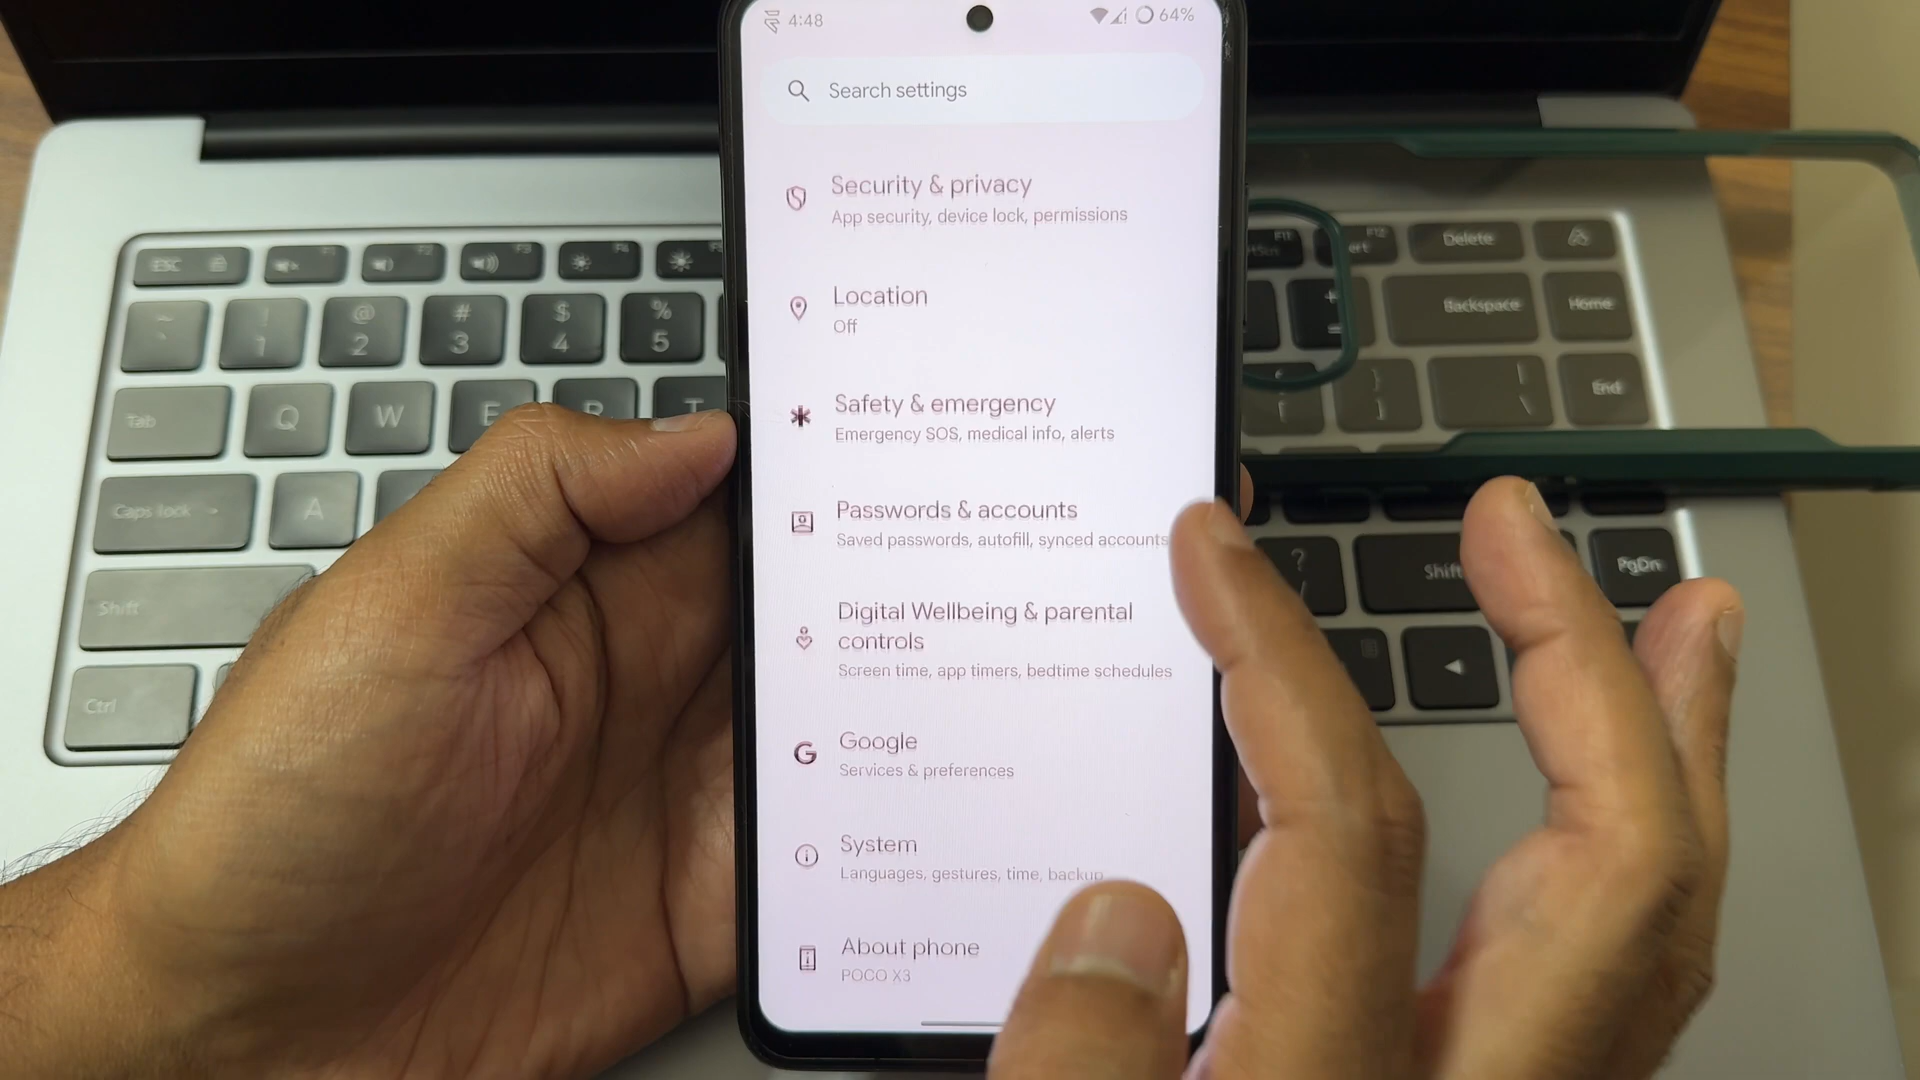 4:48
64%
Search settings
Security & privacy
App security, device lock, permissions
Location
Off
Safety & emergency
Emergency SOS, medical info, alerts
Passwords & accounts
Saved passwords, autofill, synced accounts
Digital Wellbeing & parental
controls
Screen time, app timers, bedtime schedules
Google
Services & preferences
System
Languages, gestures, time, backup
About phone
POCO X3
ESC
F1
F2
F3
F4
~ `
! 1
@ 2
# 3
$ 4
% 5
Tab
Q
W
E
R
T
Caps lock
A
Shift
Ctrl
F11
F12
Delete
Backspace
Home
End
?
/
Shift
PgDn